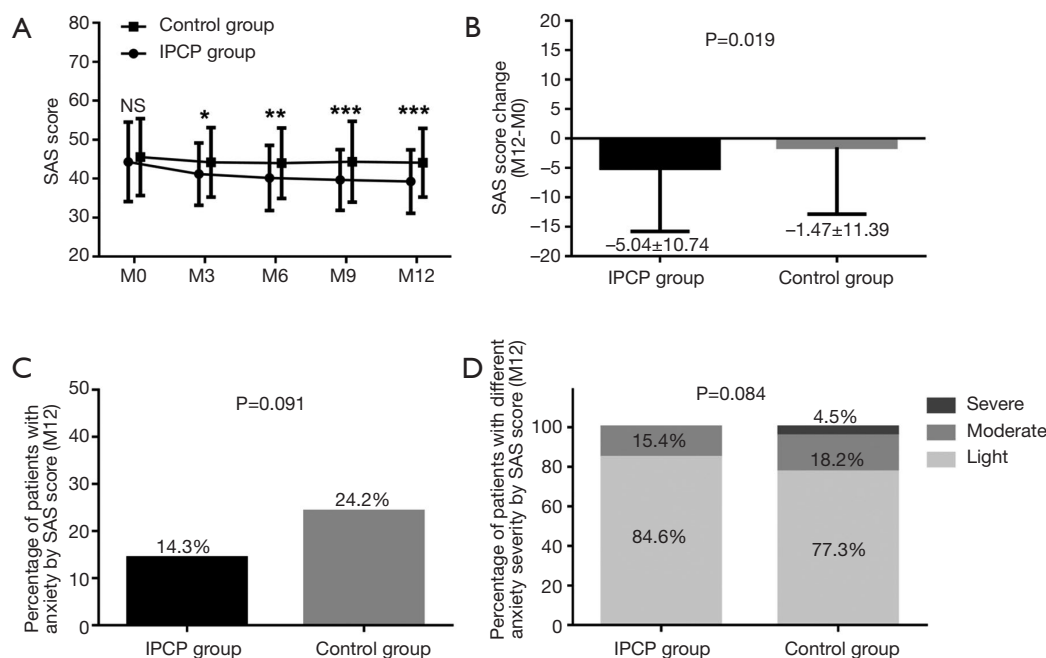 A
Control group
IPCP group
SAS score
80
70
60
50
40
30
20
NS
*
**
***
***
M0 M3 M6 M9 M12
B
P=0.019
SAS score change
(M12-M0)
20
15
10
5
0
−5
−10
−15
−20
−5.04±10.74
−1.47±11.39
IPCP group Control group
C
P=0.091
Percentage of patients with
anxiety by SAS score (M12)
50
40
30
20
10
0
14.3%
24.2%
IPCP group Control group
D
P=0.084
Percentage of patients with different
anxiety severity by SAS score (M12)
100
80
60
40
20
0
15.4%
84.6%
4.5%
18.2%
77.3%
IPCP group Control group
Severe
Moderate
Light